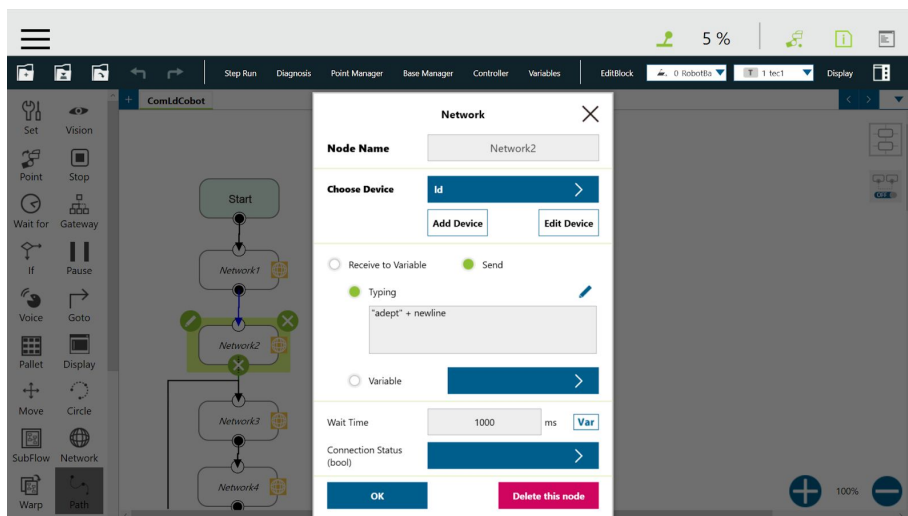 5 %
Step Run Diagnosis Point Manager Base Manager Controller Variables EditBlock 0 RobotBa T 1 tec1 Display
+ ComLdCobot
Set Vision
Point Stop
Wait for Gateway
If Pause
Voice Goto
Pallet Display
Move Circle
SubFlow Network
Warp Path
Start
Network1
Network2
Network3
Network4
Network
Node Name Network2
Choose Device ld
Add Device Edit Device
Receive to Variable Send
Typing
"adept" + newline
Variable
Wait Time 1000 ms Var
Connection Status
(bool)
OK Delete this node
OFF
100%